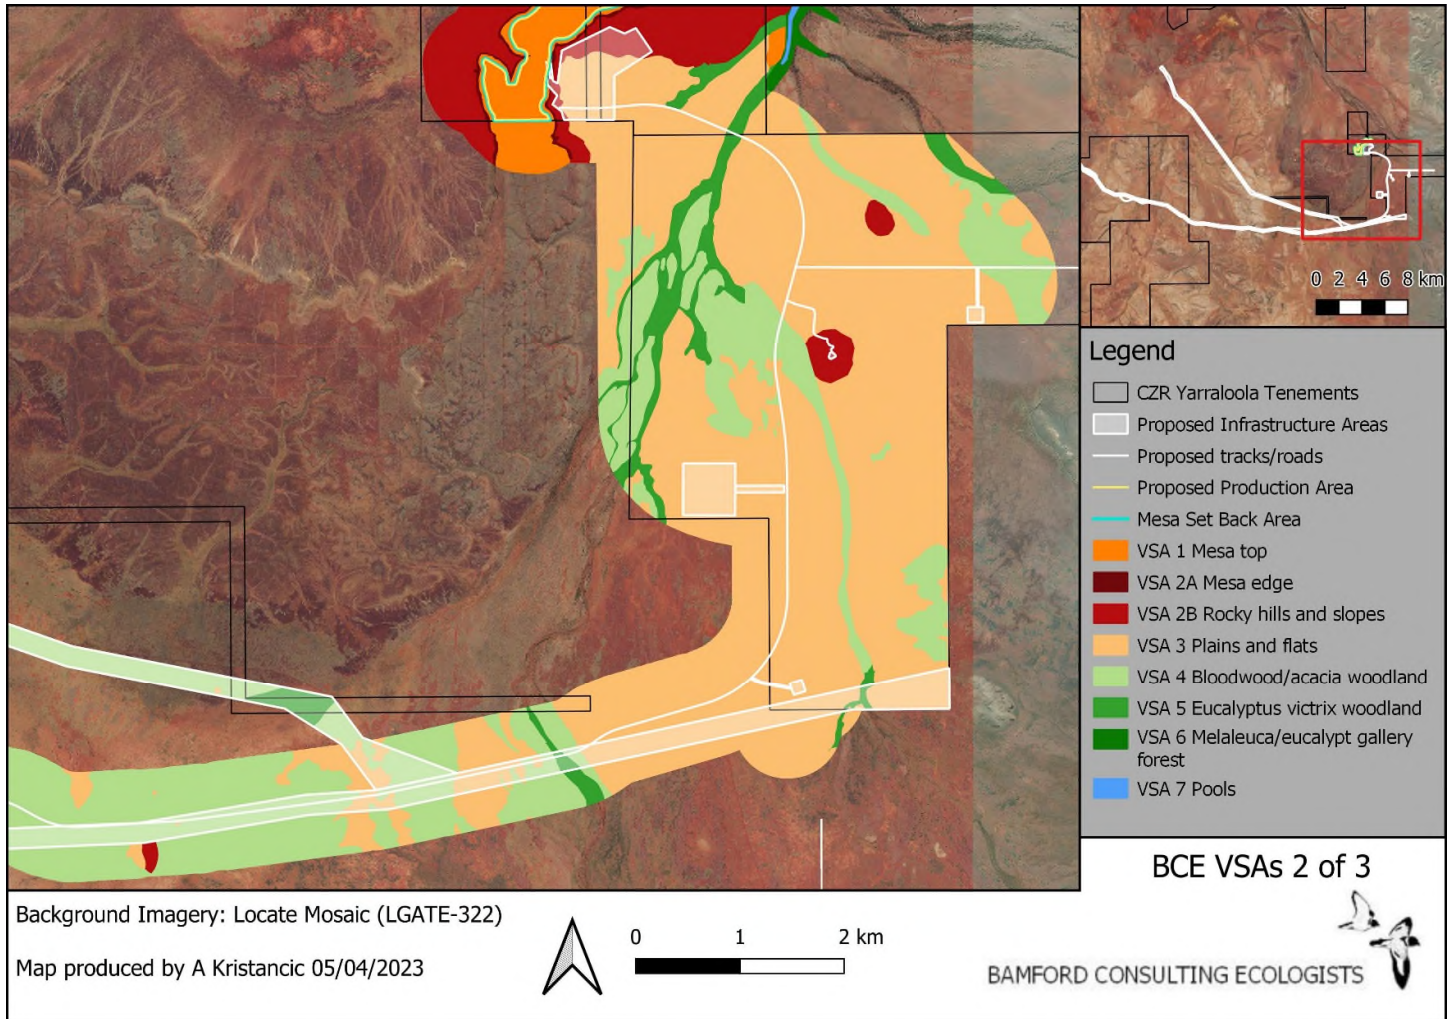 0 2 4 6 8 km
Legend
CZR Yarraloola Tenements
Proposed Infrastructure Areas
Proposed tracks/roads
Proposed Production Area
Mesa Set Back Area
VSA 1 Mesa top
VSA 2A Mesa edge
VSA 2B Rocky hills and slopes
VSA 3 Plains and flats
VSA 4 Bloodwood/acacia woodland
VSA 5 Eucalyptus victrix woodland
VSA 6 Melaleuca/eucalypt gallery
forest
VSA 7 Pools
BCE VSAs 2 of 3
Background Imagery: Locate Mosaic (LGATE-322)
Map produced by A Kristancic 05/04/2023
0 1 2 km
BAMFORD CONSULTING ECOLOGISTS